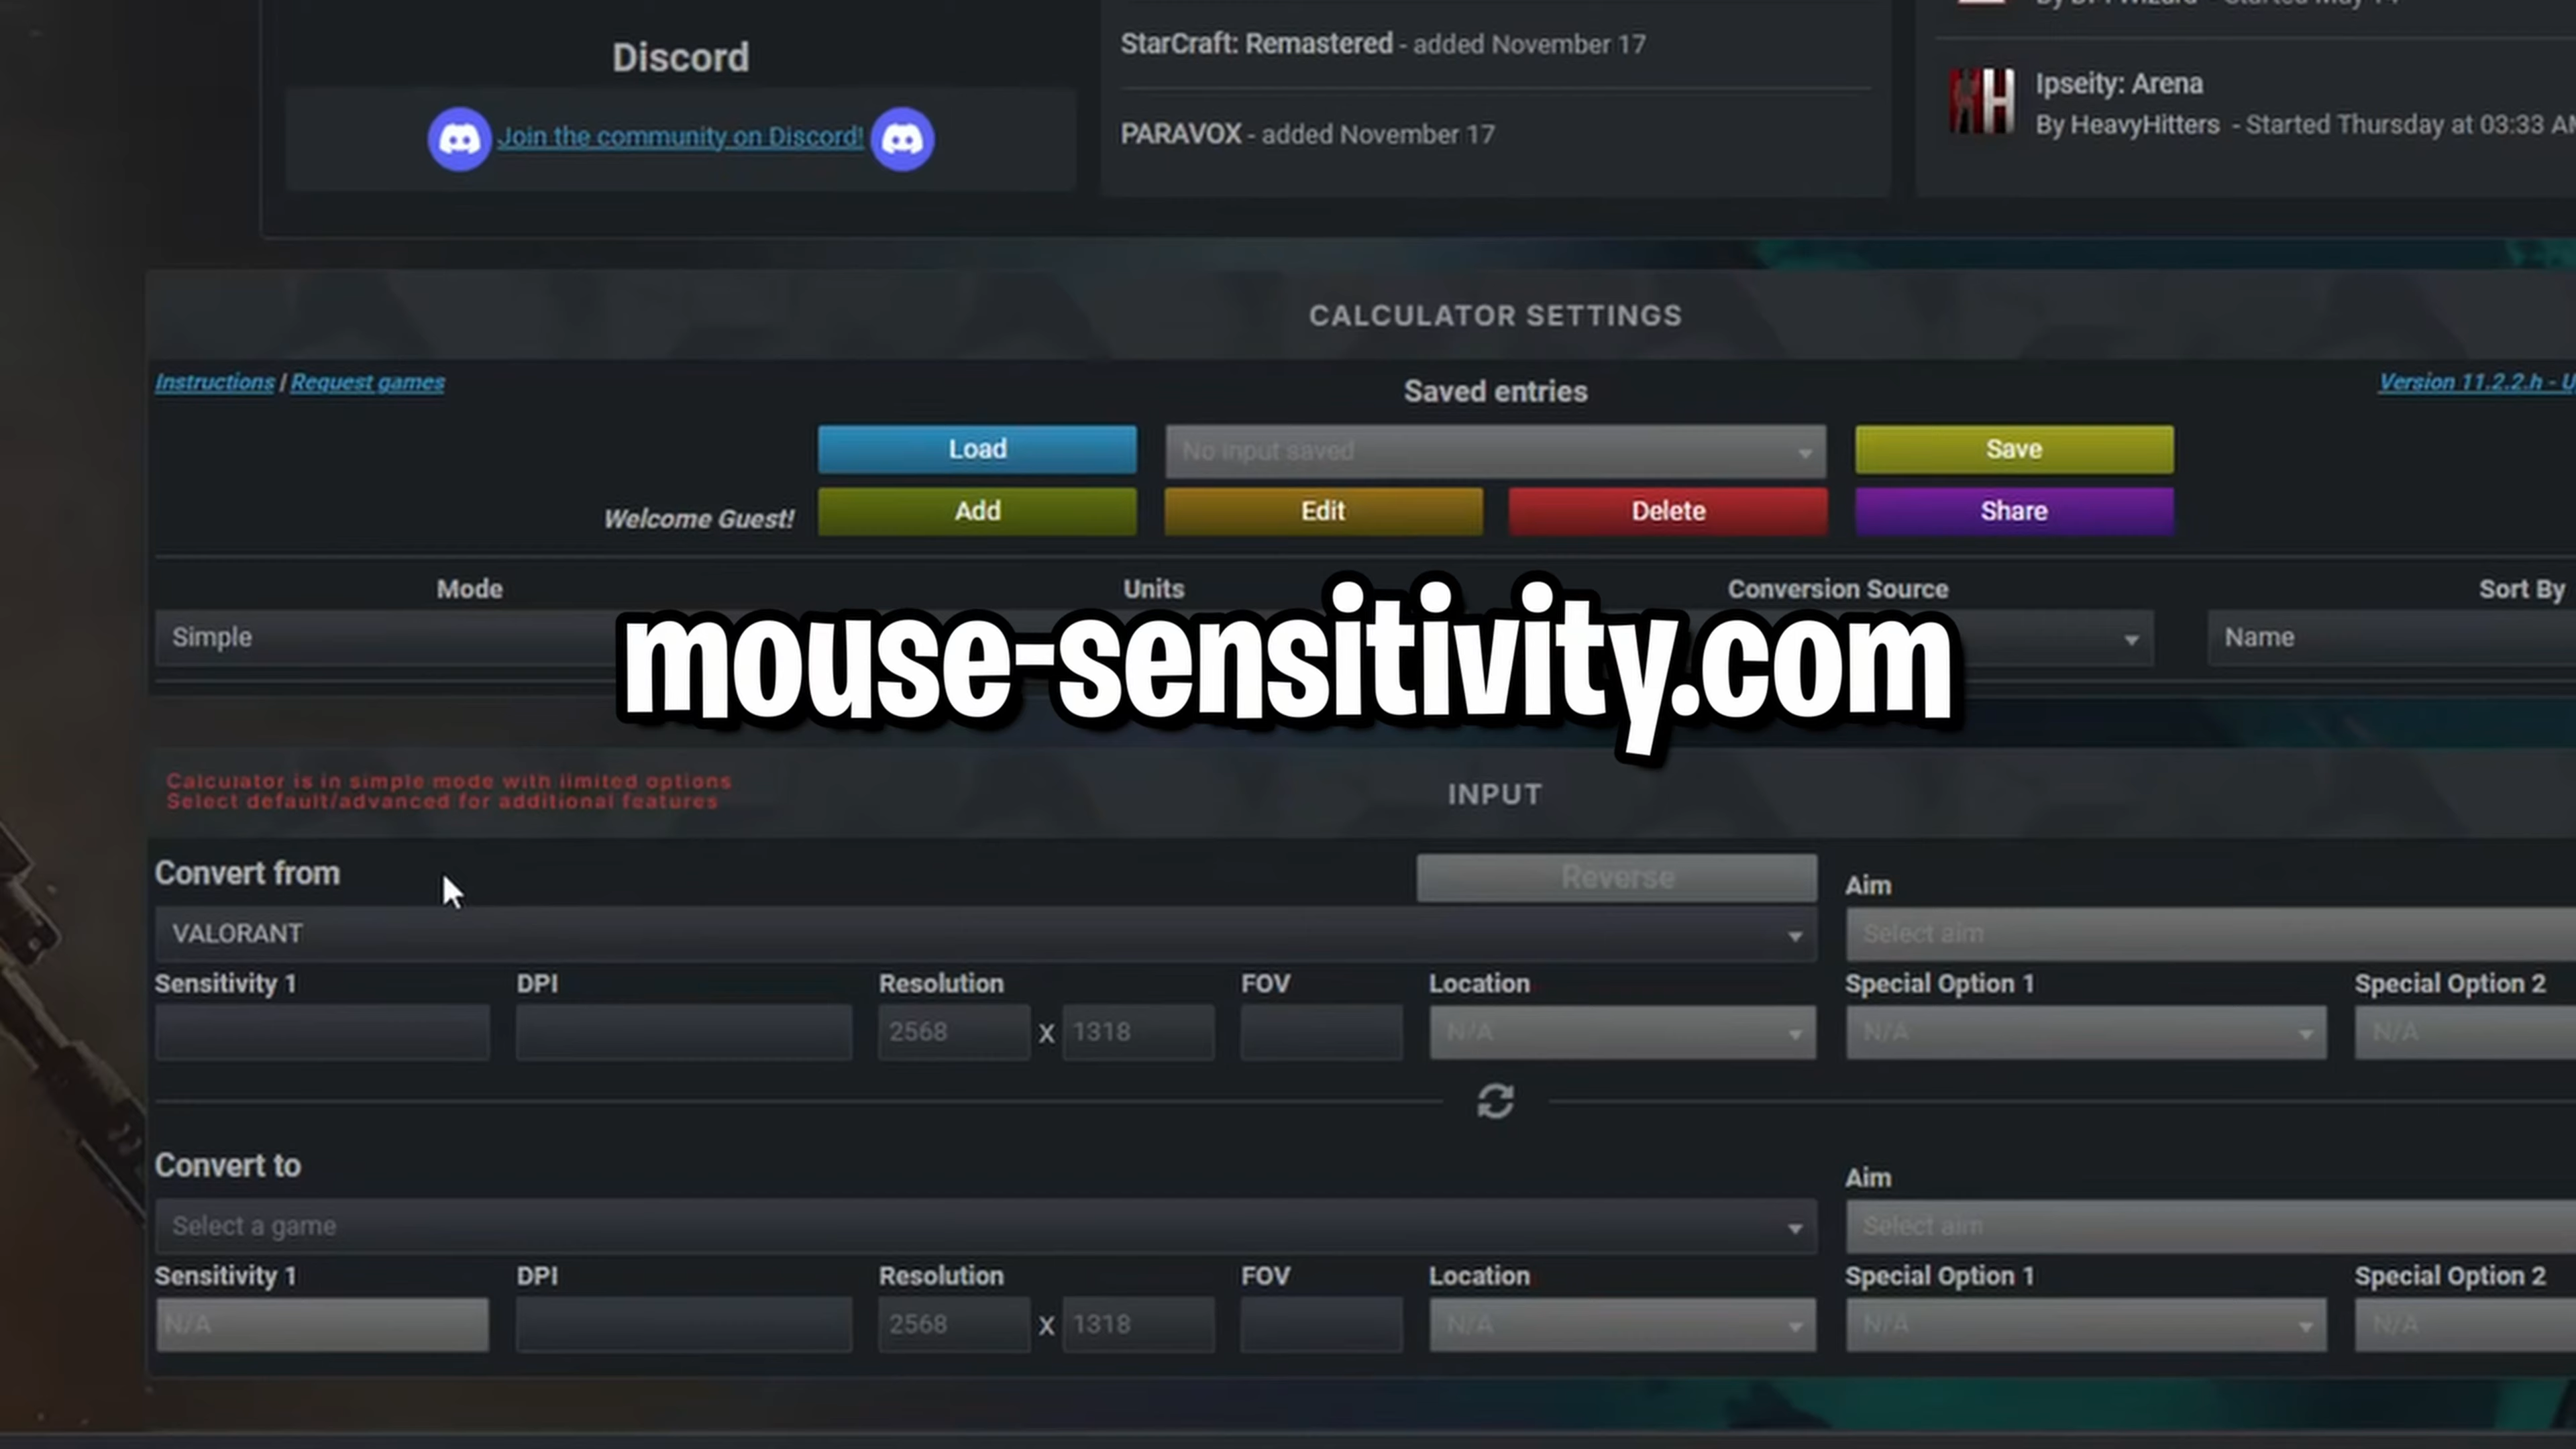 Discord
Join the community on Discord!
StarCraft: Remastered - added November 17
PARAVOX - added November 17
Ipseity: Arena
By HeavyHitters - Started Thursday at 03:33
CALCULATOR SETTINGS
Instructions / Request games
Saved entries
Version 11.2.2.h -
Load
No input saved
Save
Welcome Guest!
Add
Edit
Delete
Share
Mode
Units
Conversion Source
Sort By
Simple
Name
mouse-sensitivity.com
Calculator is in simple mode with limited options
Select default/advanced for additional features
INPUT
Convert from
Reverse
Aim
VALORANT
Select aim
Sensitivity 1
DPI
Resolution
FOV
Location
Special Option 1
Special Option 2
2568 X 1318
N/A
N/A
N/A
Convert to
Aim
Select a game
Select aim
Sensitivity 1
DPI
Resolution
FOV
Location
Special Option 1
Special Option 2
N/A
2568 X 1318
N/A
N/A
N/A